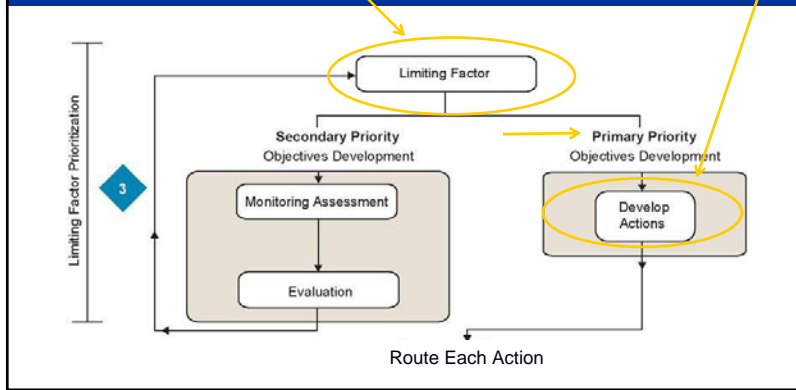 Limiting Factor Prioritization
3
Limiting Factor
Secondary Priority
Objectives Development
Monitoring Assessment
Evaluation
Primary Priority
Objectives Development
Develop
Actions
Route Each Action